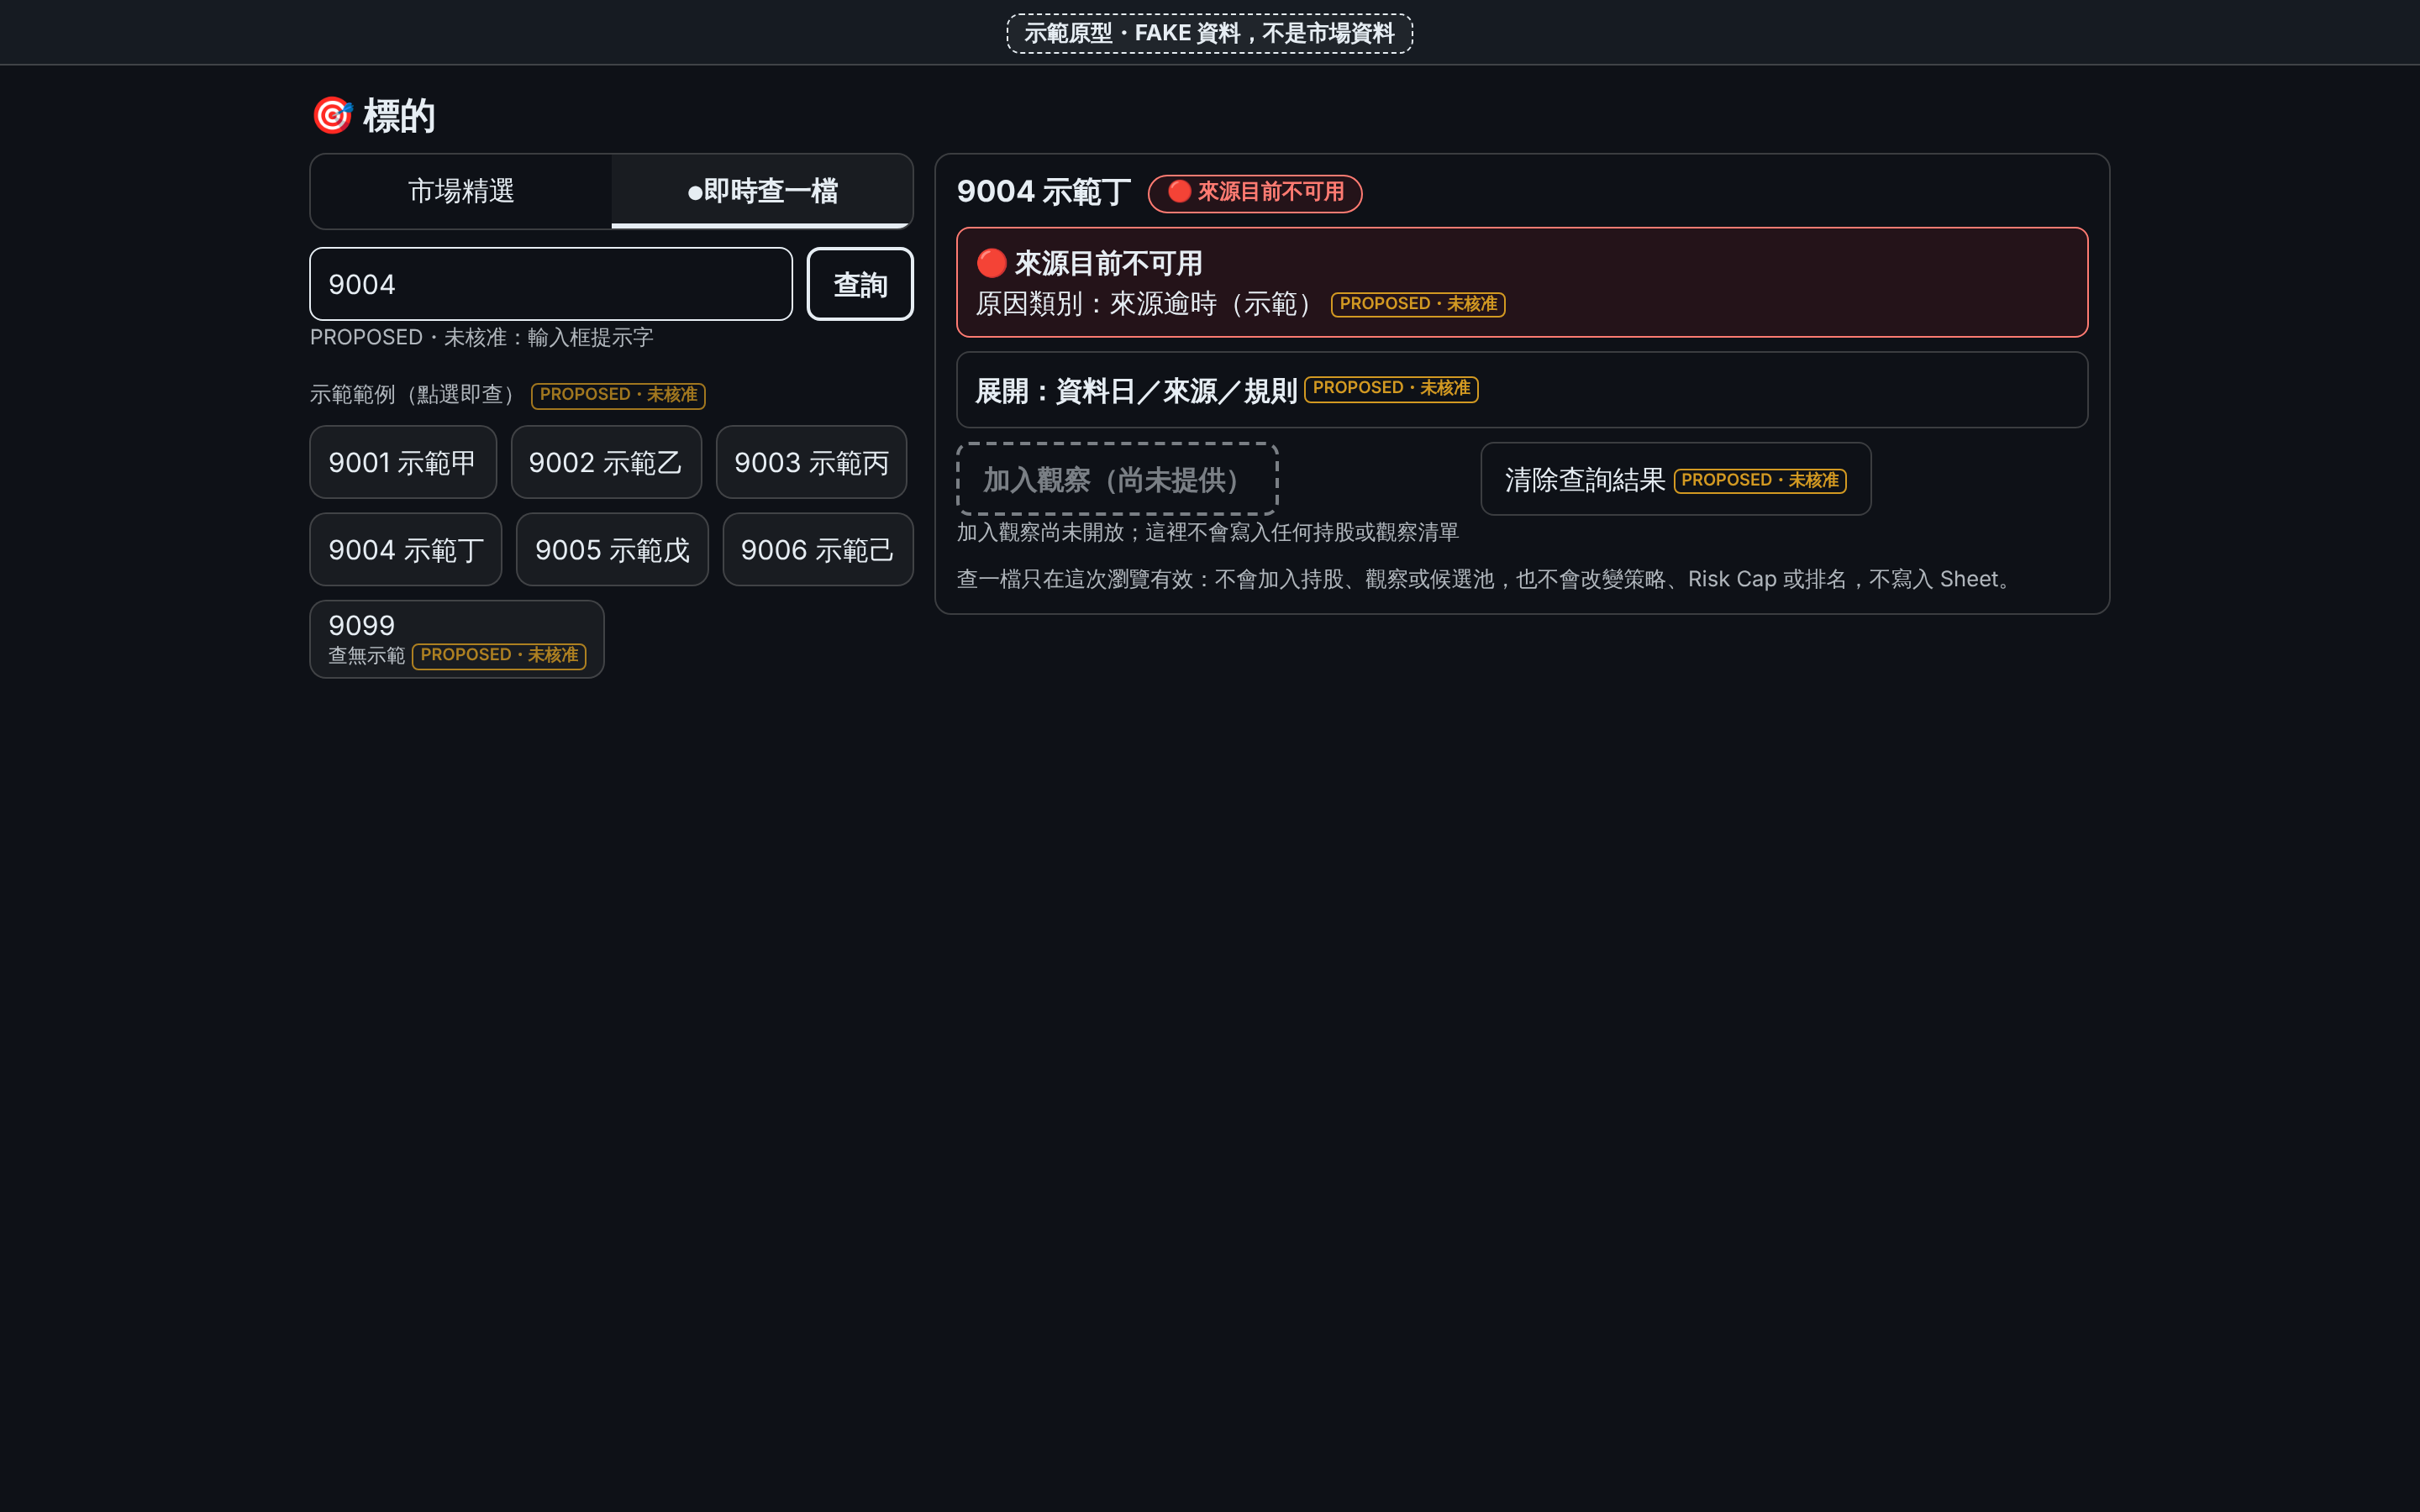 示範原型・FAKE 資料，不是市場資料
🎯 標的
市場精選
●即時查一檔
9004
查詢
PROPOSED・未核准：輸入框提示字
示範範例（點選即查） PROPOSED・未核准
9001 示範甲
9002 示範乙
9003 示範丙
9004 示範丁
9005 示範戊
9006 示範己
9099
查無示範 PROPOSED・未核准
9004 示範丁 🔴 來源目前不可用
🔴 來源目前不可用
原因類別：來源逾時（示範） PROPOSED・未核准
展開：資料日／來源／規則 PROPOSED・未核准
加入觀察（尚未提供）
清除查詢結果 PROPOSED・未核准
加入觀察尚未開放；這裡不會寫入任何持股或觀察清單
查一檔只在這次瀏覽有效：不會加入持股、觀察或候選池，也不會改變策略、Risk Cap 或排名，不寫入 Sheet。